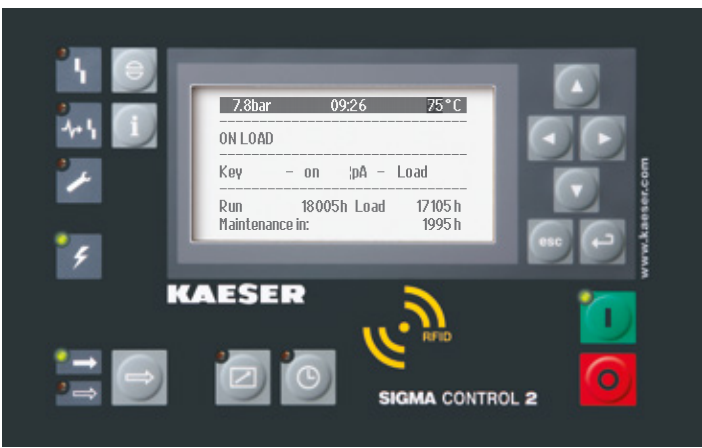 7.8bar 09:26 75°C
ON LOAD
Key - on ¦pA - Load
Run 18005h Load 17105h
Maintenance in: 1995h
i
esc
www.kaeser.com
KAESER
RFID
SIGMA CONTROL 2